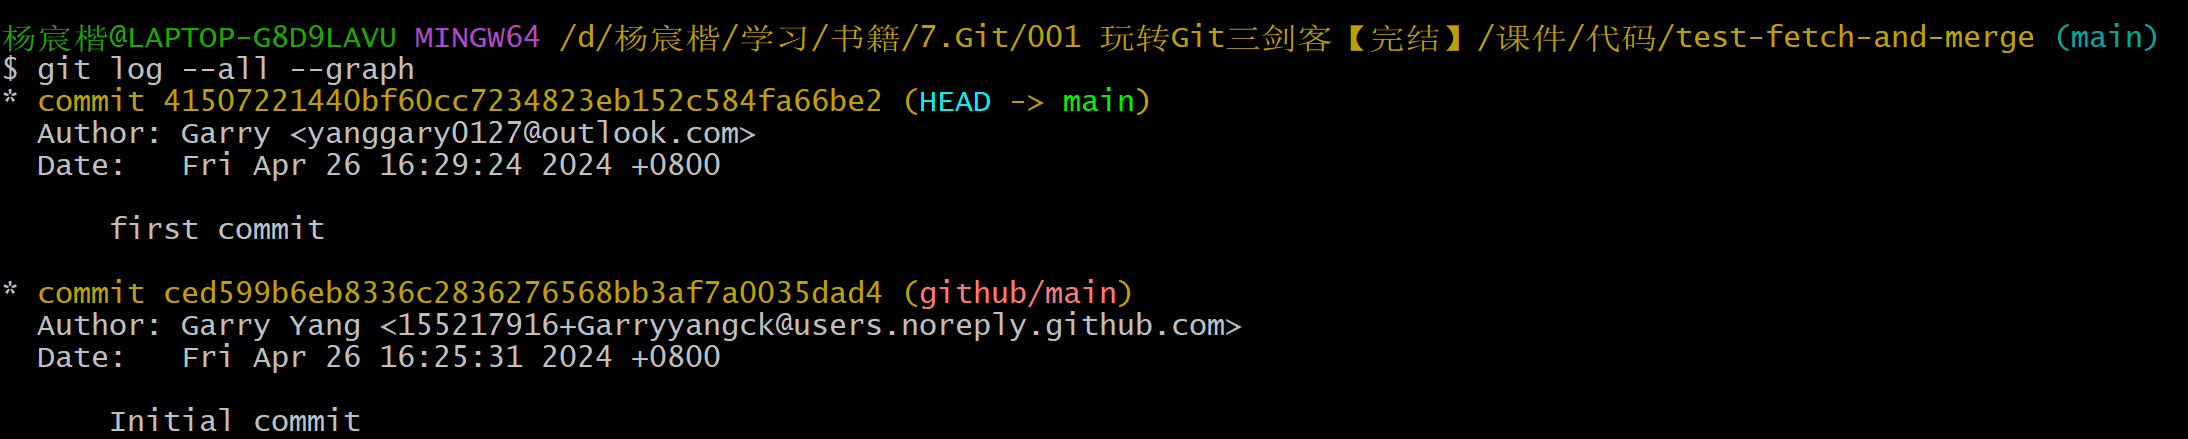 杨宸楷@LAPTOP-G8D9LAVU MINGW64 /d/杨宸楷/学习/书籍/7.Git/001 玩转Git三剑客【完结】/课件/代码/test-fetch-and-merge (main)
$ git log --all --graph
* commit 41507221440bf60cc7234823eb152c584fa66be2 (HEAD -> main)
Author: Garry <yanggary0127@outlook.com>
Date:   Fri Apr 26 16:29:24 2024 +0800
first commit
* commit ced599b6eb8336c2836276568bb3af7a0035dad4 (github/main)
Author: Garry Yang <155217916+Garryyangck@users.noreply.github.com>
Date:   Fri Apr 26 16:25:31 2024 +0800
Initial commit